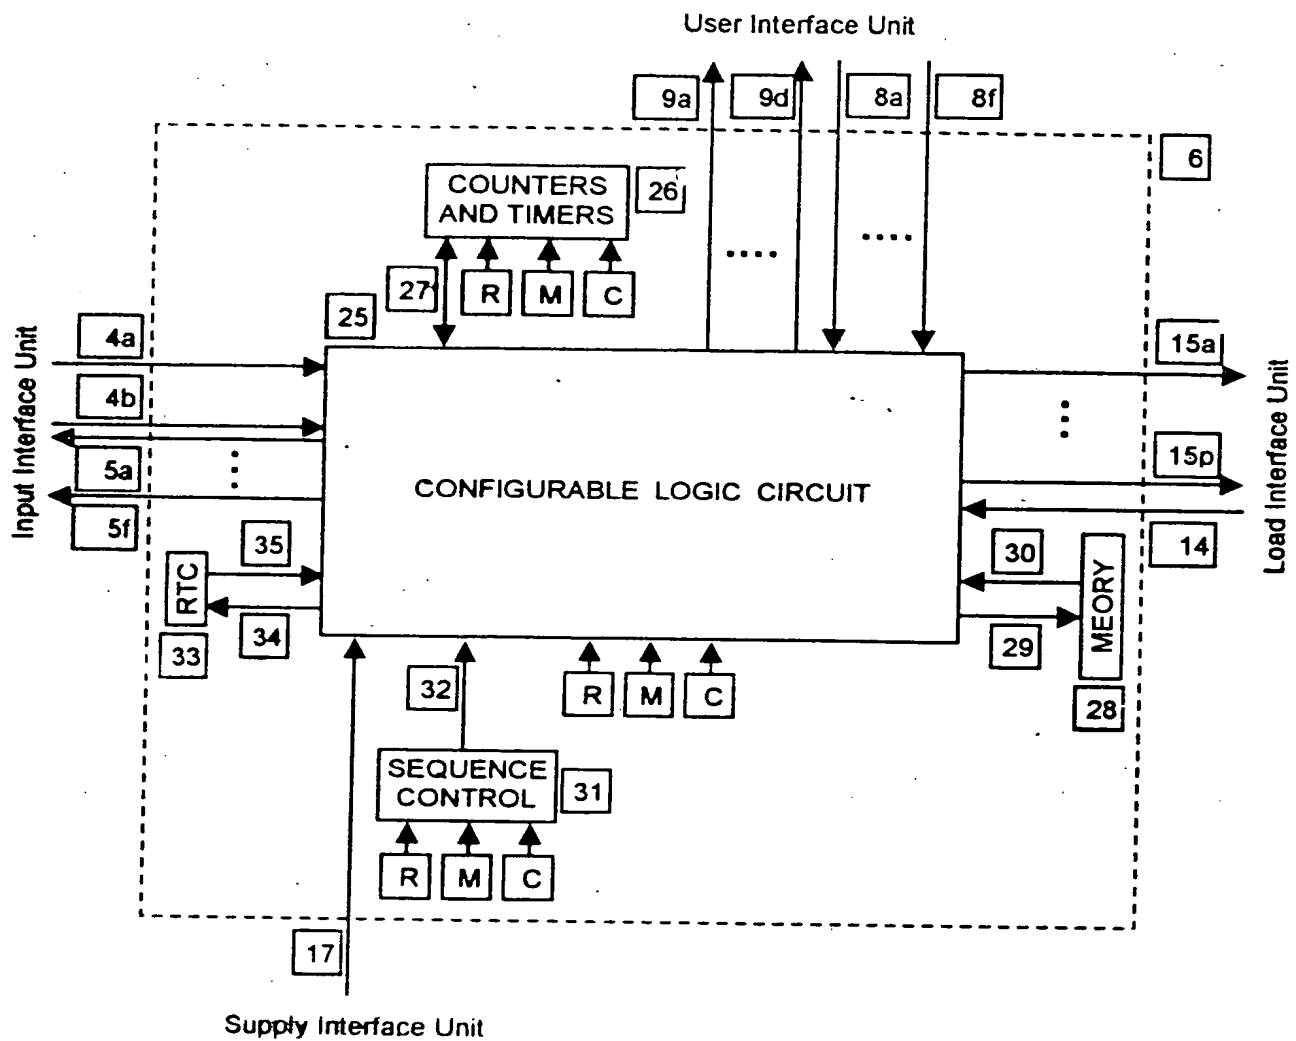 User Interface Unit
9a
9d
8a
8f
6
COUNTERS
AND TIMERS
26
27
R
M
C
25
4a
15a
4b
Input Interface Unit
5a
CONFIGURABLE LOGIC CIRCUIT
15p
Load Interface Unit
5f
35
30
14
RTC
MEORY
34
33
29
32
R
M
C
28
SEQUENCE
CONTROL
31
R
M
C
17
Supply Interface Unit